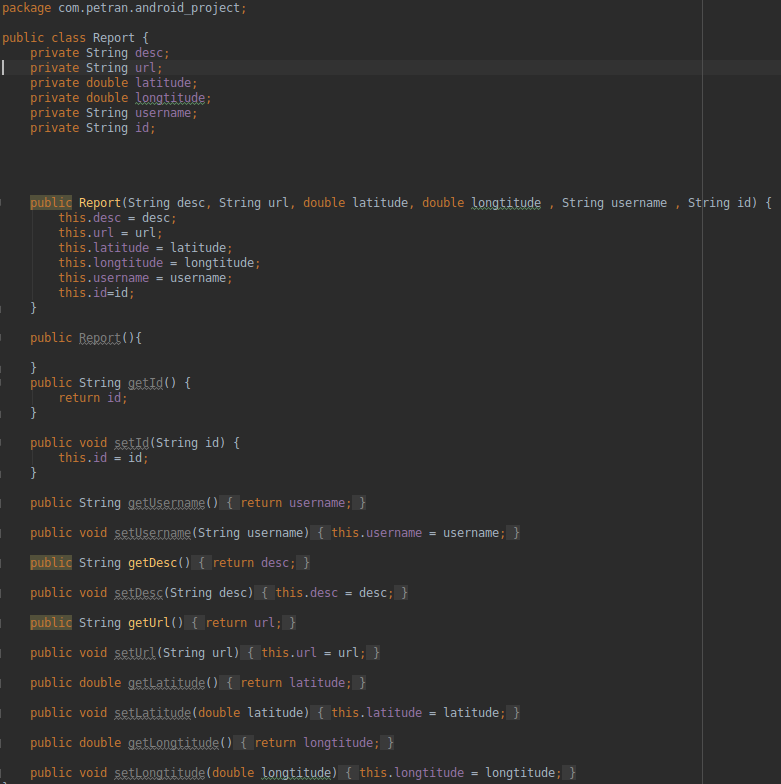 package com.petran.android_project;
public class Report {
private String desc;
private String url;
private double latitude;
private double longtitude;
private String username;
private String id;
public Report(String desc, String url, double latitude, double longtitude , String username , String id) {
this.desc = desc;
this.url = url;
this.latitude = latitude;
this.longtitude = longtitude;
this.username = username;
this.id=id;
}
public Report(){
}
public String getId() {
return id;
}
public void setId(String id) {
this.id = id;
}
public String getUsername() { return username; }
public void setUsername(String username) { this.username = username; }
public String getDesc() { return desc; }
public void setDesc(String desc) { this.desc = desc; }
public String getUrl() { return url; }
public void setUrl(String url) { this.url = url; }
public double getLatitude() { return latitude; }
public void setLatitude(double latitude) { this.latitude = latitude; }
public double getLongtitude() { return longtitude; }
public void setLongtitude(double longtitude) { this.longtitude = longtitude; }